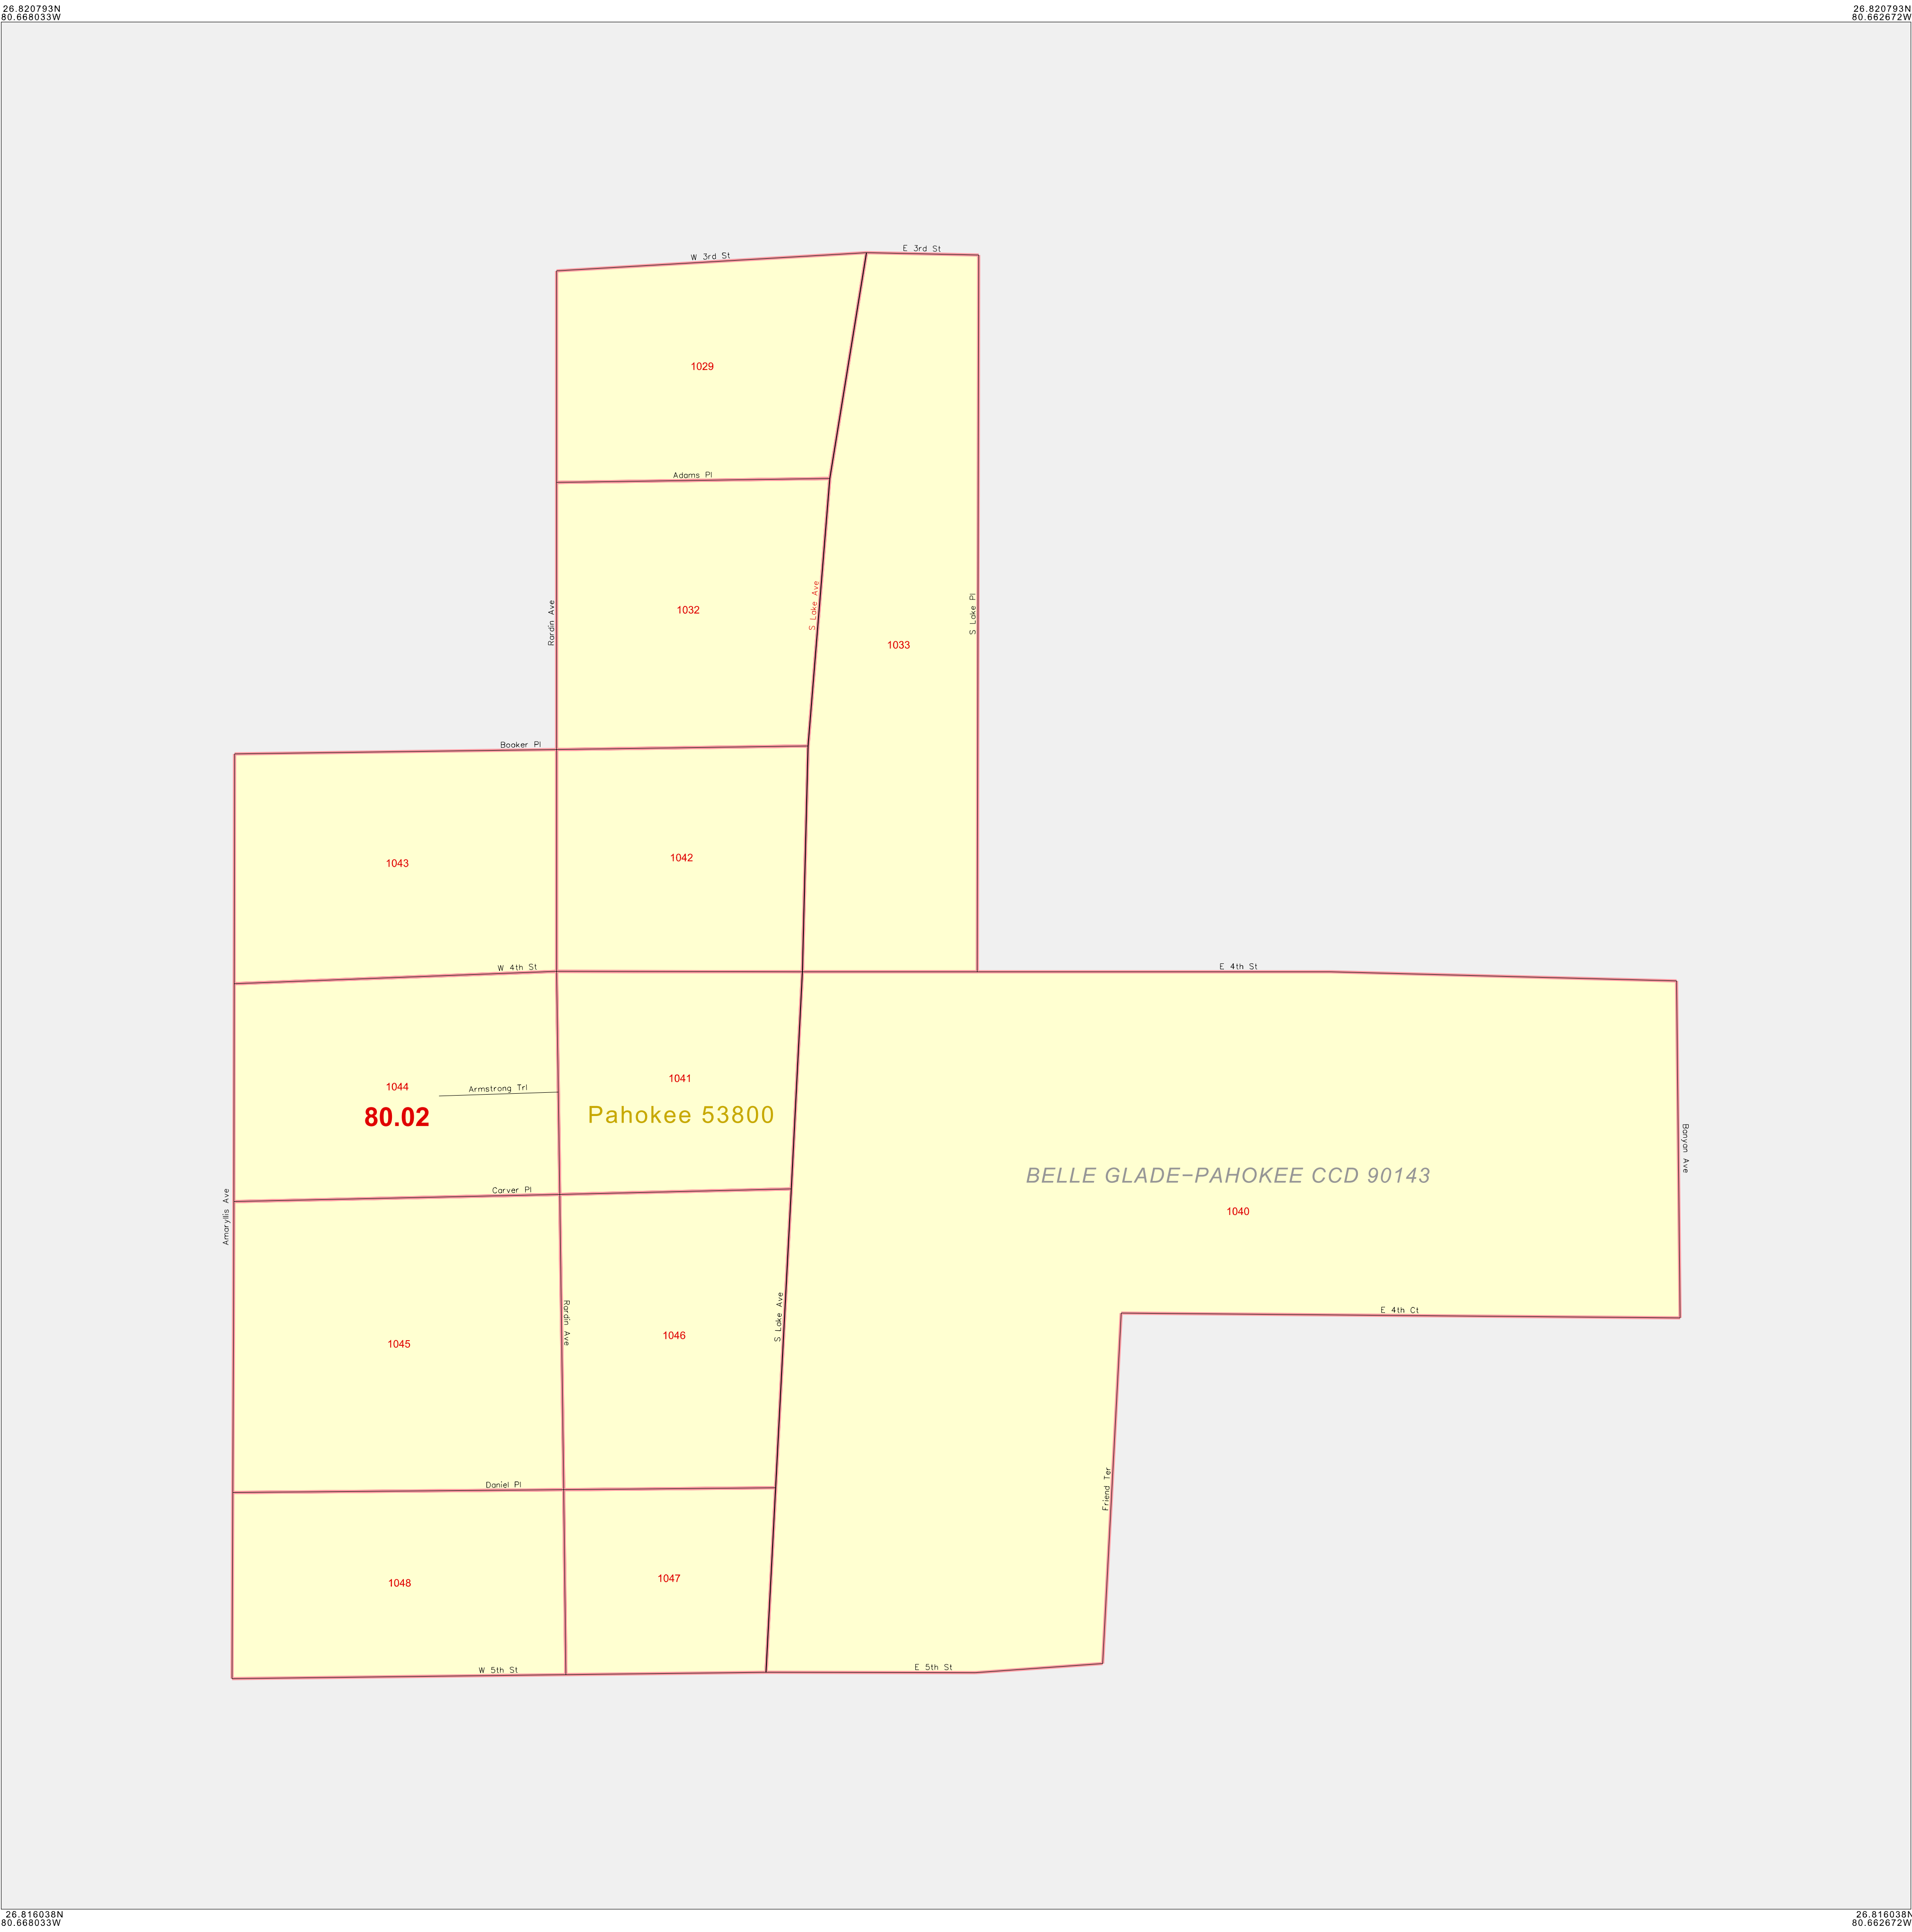 26.820793N
80.668033W
26.820793N
80.662672W
E 3rd St
W 3rd St
1029
Adams Pl
S Lake Ave
S Lake Pl
Rardin Ave
1032
1033
Booker Pl
1043
1042
W 4th St
E 4th St
1044
Armstrong Trl
1041
80.02
Pahokee 53800
Banyan Ave
BELLE GLADE-PAHOKEE CCD 90143
Carver Pl
Amaryllis Ave
1040
E 4th Ct
Rardin Ave
S Lake Ave
1045
1046
Daniel Pl
Friend Ter
1048
1047
W 5th St
E 5th St
26.816038N
80.668033W
26.816038N
80.662672W